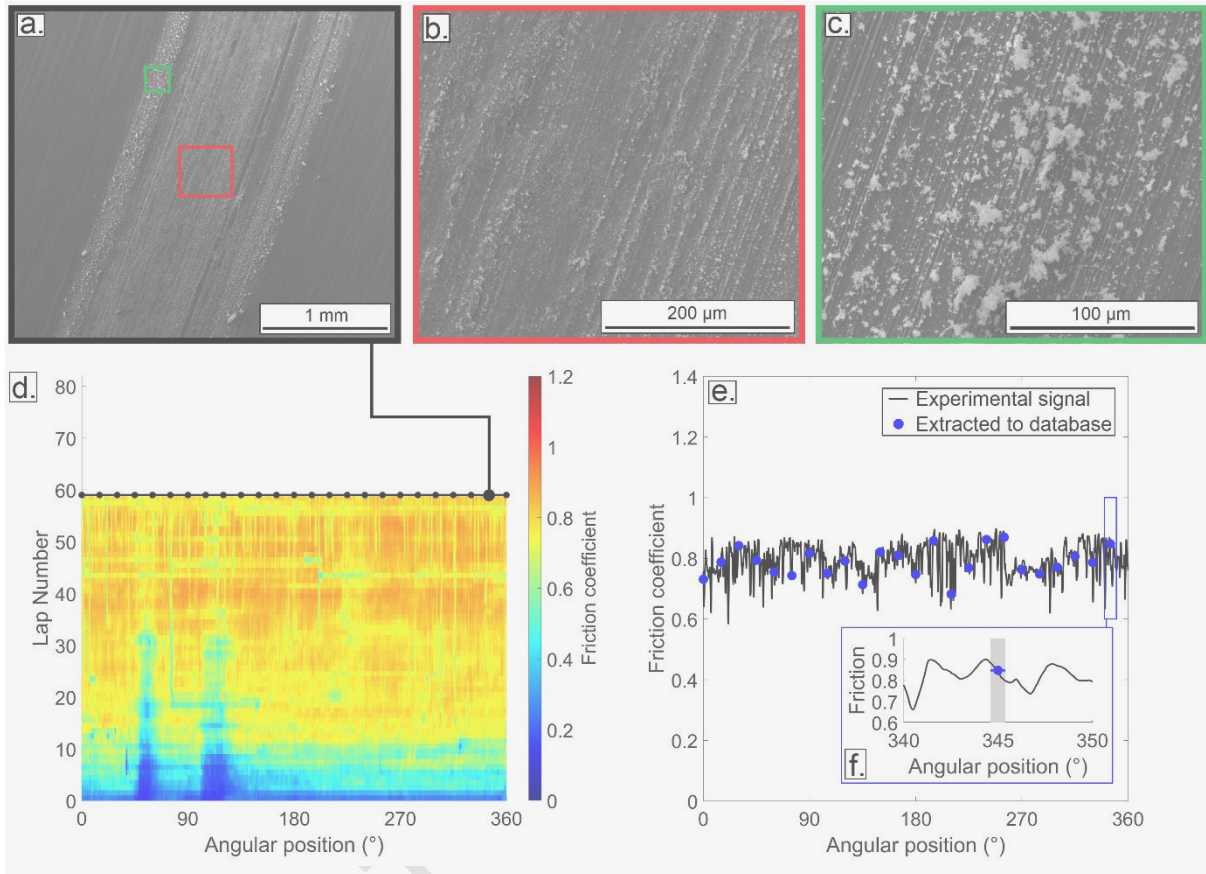 a.
b.
c.
1 mm
200 µm
100 µm
d.
80
70
60
50
40
30
20
10
0
Lap Number
0
90
180
270
360
Angular position (°)
1.2
1
0.8
0.6
0.4
0.2
0
Friction coefficient
e.
Experimental signal
Extracted to database
1.4
1.2
1
0.8
0.6
0.4
0.2
0
Friction coefficient
0
90
180
270
360
Angular position (°)
f.
1
0.9
0.8
0.7
0.6
Friction
340
345
350
Angular position (°)